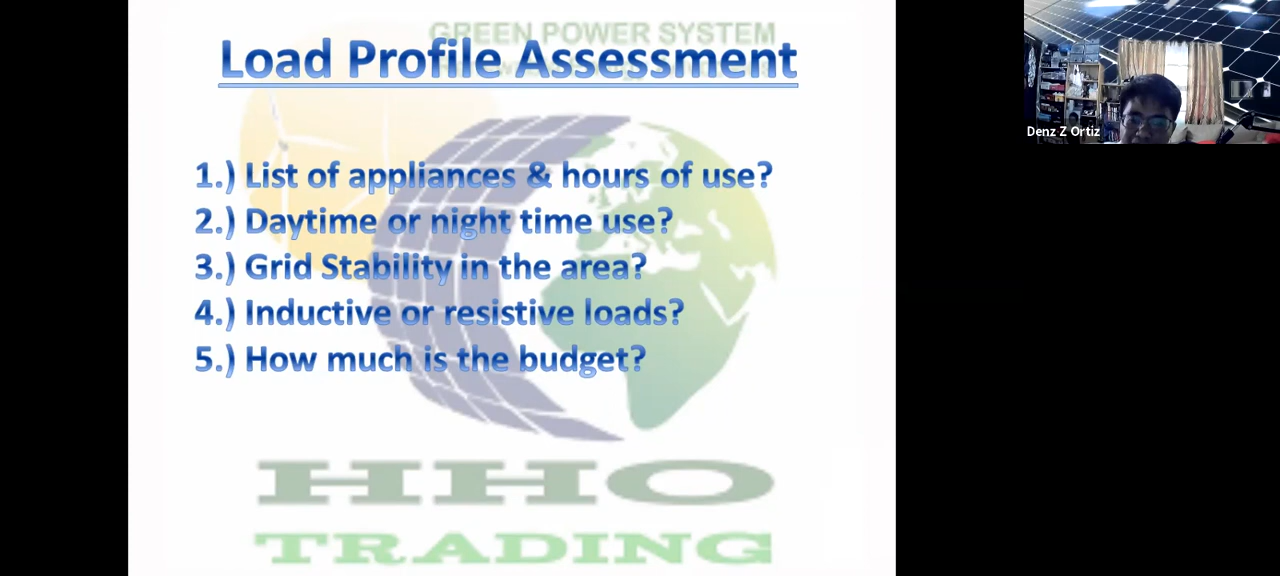 GREEN POWER SYSTEM
Load Profile Assessment
1.) List of appliances & hours of use?
2.) Daytime or night time use?
3.) Grid Stability in the area?
4.) Inductive or resistive loads?
5.) How much is the budget?
HHO
TRADING
Denz Z Ortiz